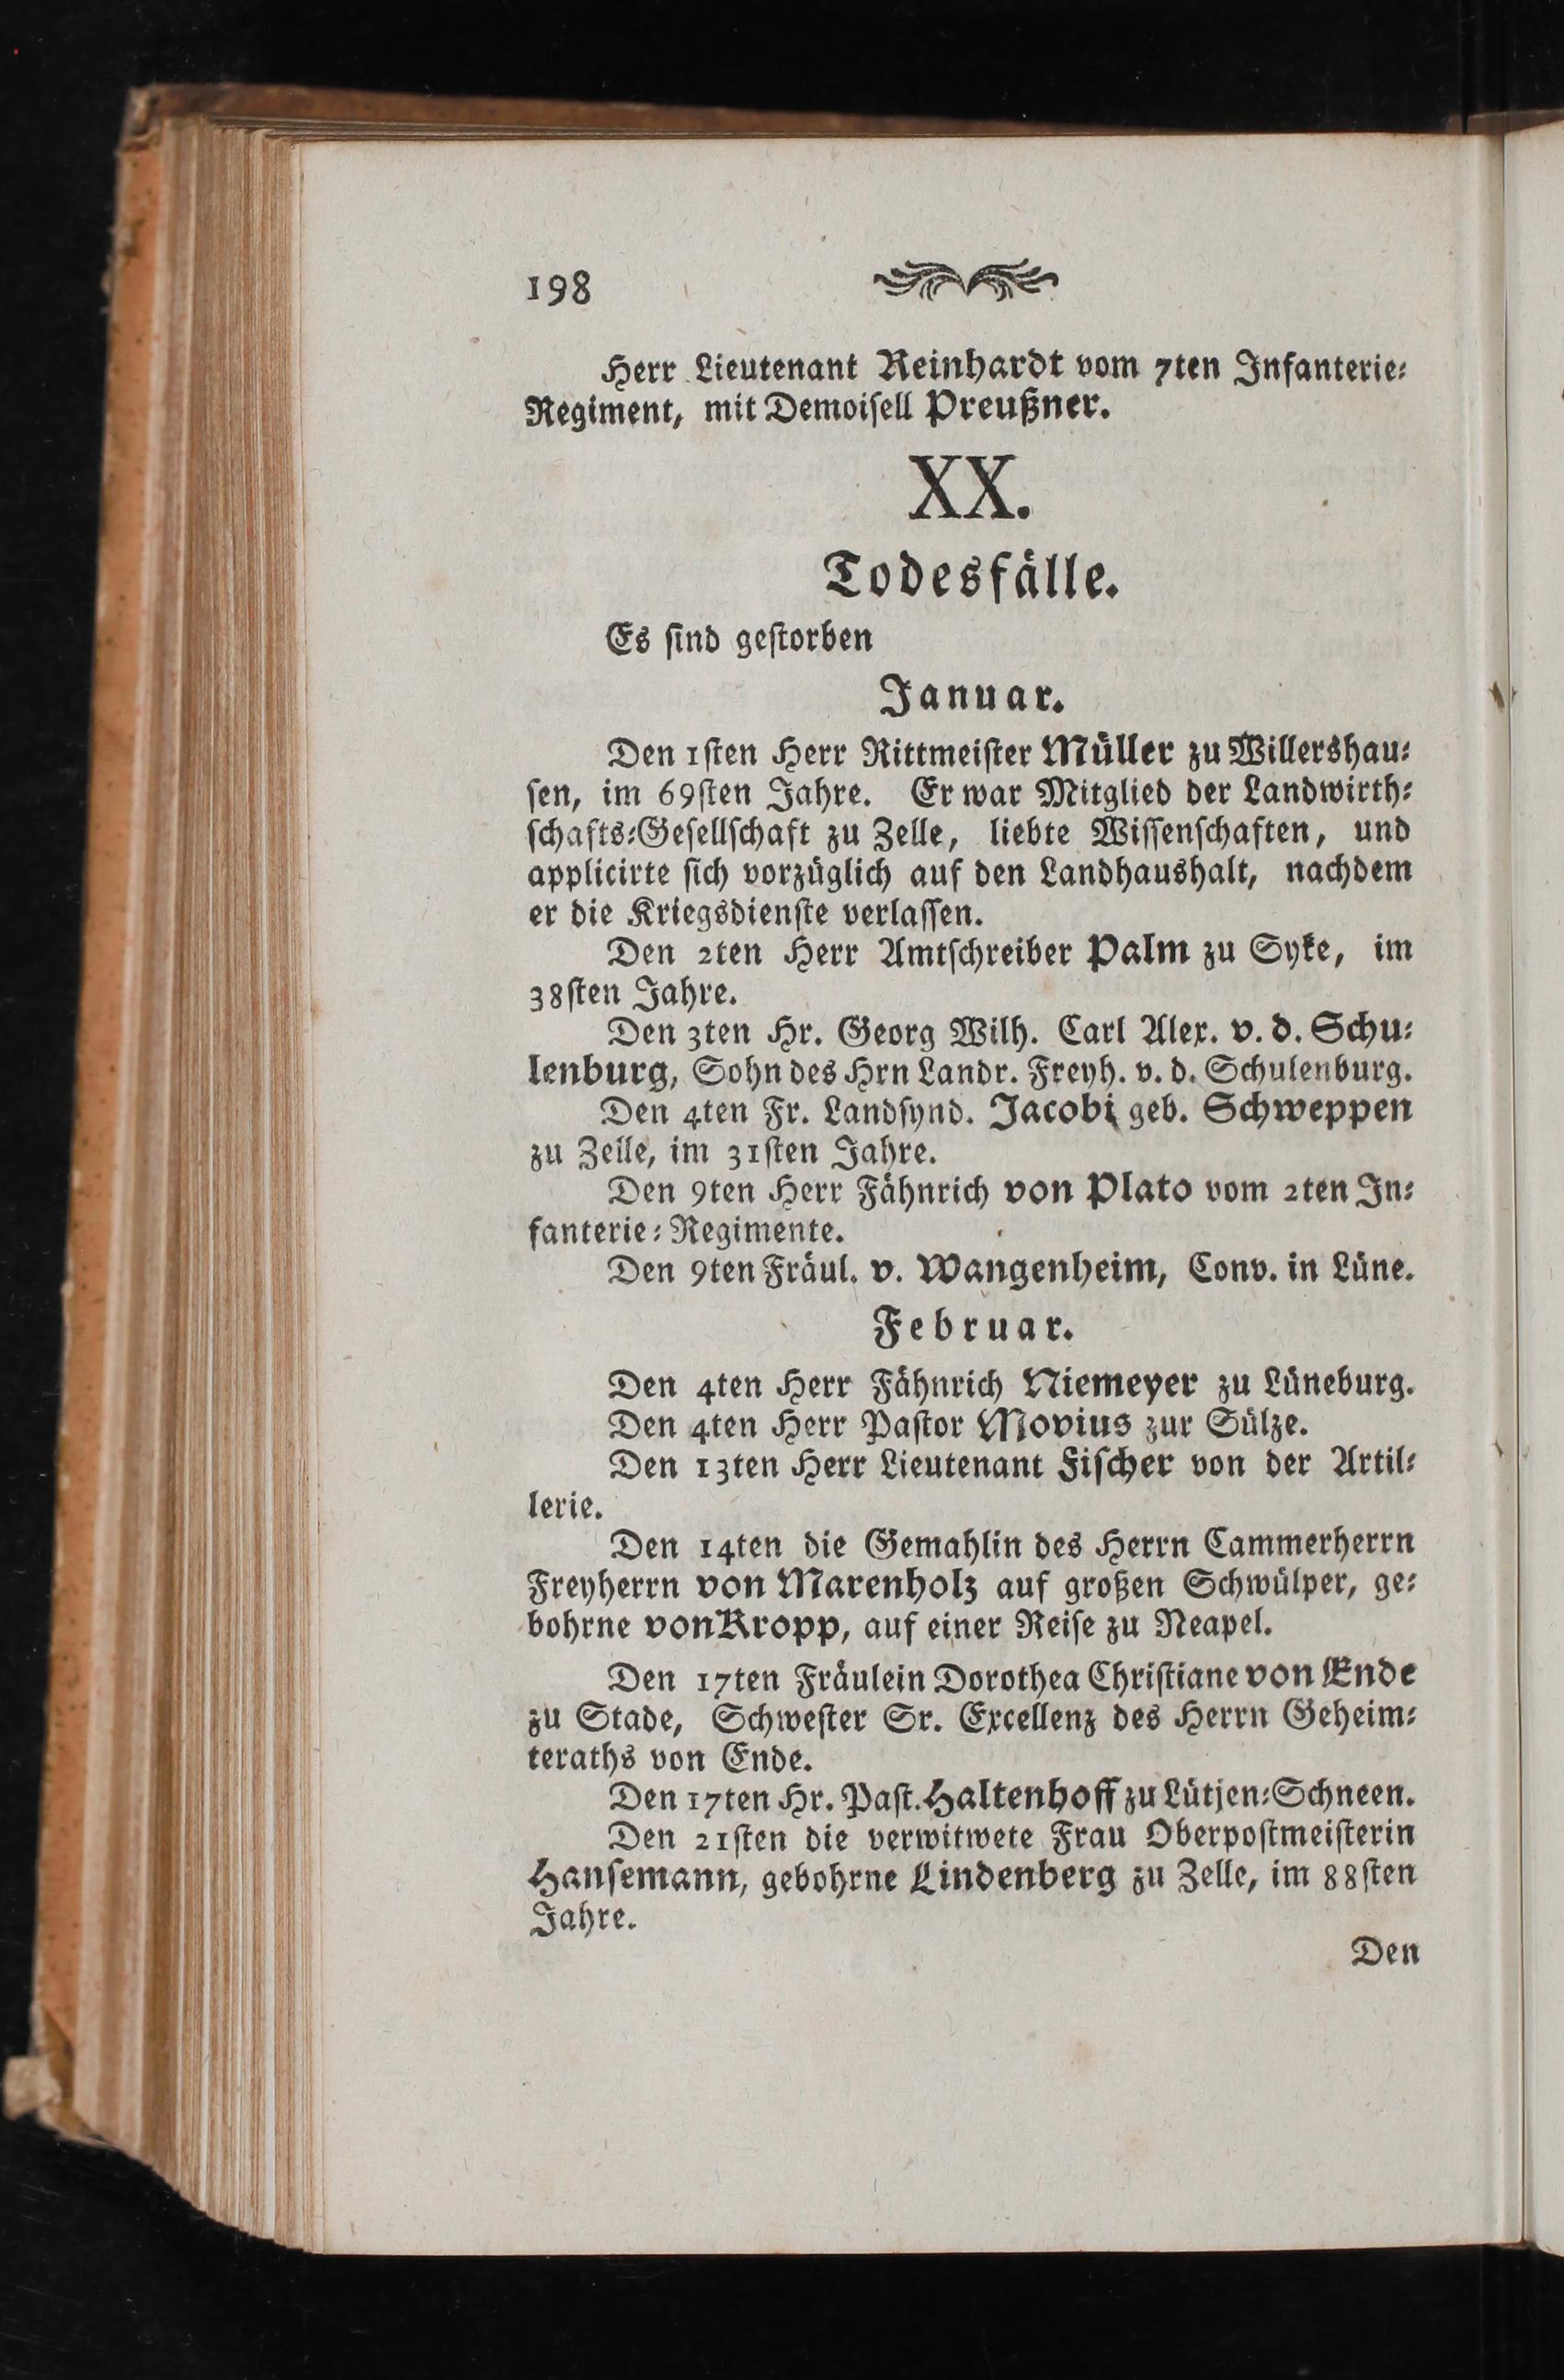 198
Herr Lieutenant Reinhardt vom 7ten Infanterie⸗
Regiment, mit Demoiſell Preußner.
XX.
Todesfälle.
Es ſind geſtorben
Januar.
Den 1ſten Herr Rittmeiſter Müller zu Willershau⸗
ſen, im 69ſten Jahre. Er war Mitglied der Landwirth⸗
ſchafts⸗Geſellſchaft zu Zelle, liebte Wiſſenſchaften, und
applicirte ſich vorzüglich auf den Landhaushalt, nachdem
er die Kriegsdienſte verlaſſen.
Den 2ten Herr Amtſchreiber Palm zu Syke, im
38ſten Jahre.
Den 3ten Hr. Georg Wilh. Carl Alex. v. d. Schu⸗
lenburg, Sohn des Hrn Landr. Freyh. v. d. Schulenburg.
Den 4ten Fr. Landſynd. Jacobi geb. Schweppen
zu Zelle, im 31ſten Jahre.
Den 9ten Herr Fähnrich von Plato vom 2ten In⸗
fanterie⸗Regimente.
Den 9ten Fräul. v. Wangenheim, Conv. in Lüne.
Februar.
Den 4ten Herr Fähnrich Niemeyer zu Lüneburg.
Den 4ten Herr Paſtor Movius zur Sülze.
Den 13ten Herr Lieutenant Fiſcher von der Artil⸗
lerie.
Den 14ten die Gemahlin des Herrn Cammerherrn
Freyherrn von Marenholz auf großen Schwülper, ge⸗
bohrne von Kropp, auf einer Reiſe zu Neapel.
Den 17ten Fräulein Dorothea Chriſtiane von Ende
zu Stade, Schweſter Sr. Excellenz des Herrn Geheim⸗
teraths von Ende.
Den 17ten Hr. Paſt. Haltenhoff zu Lütjen⸗Schneen.
Den 21ſten die verwitwete Frau Oberpoſtmeiſterin
Hanſemann, gebohrne Lindenberg zu Zelle, im 88ſten
Jahre.
Den